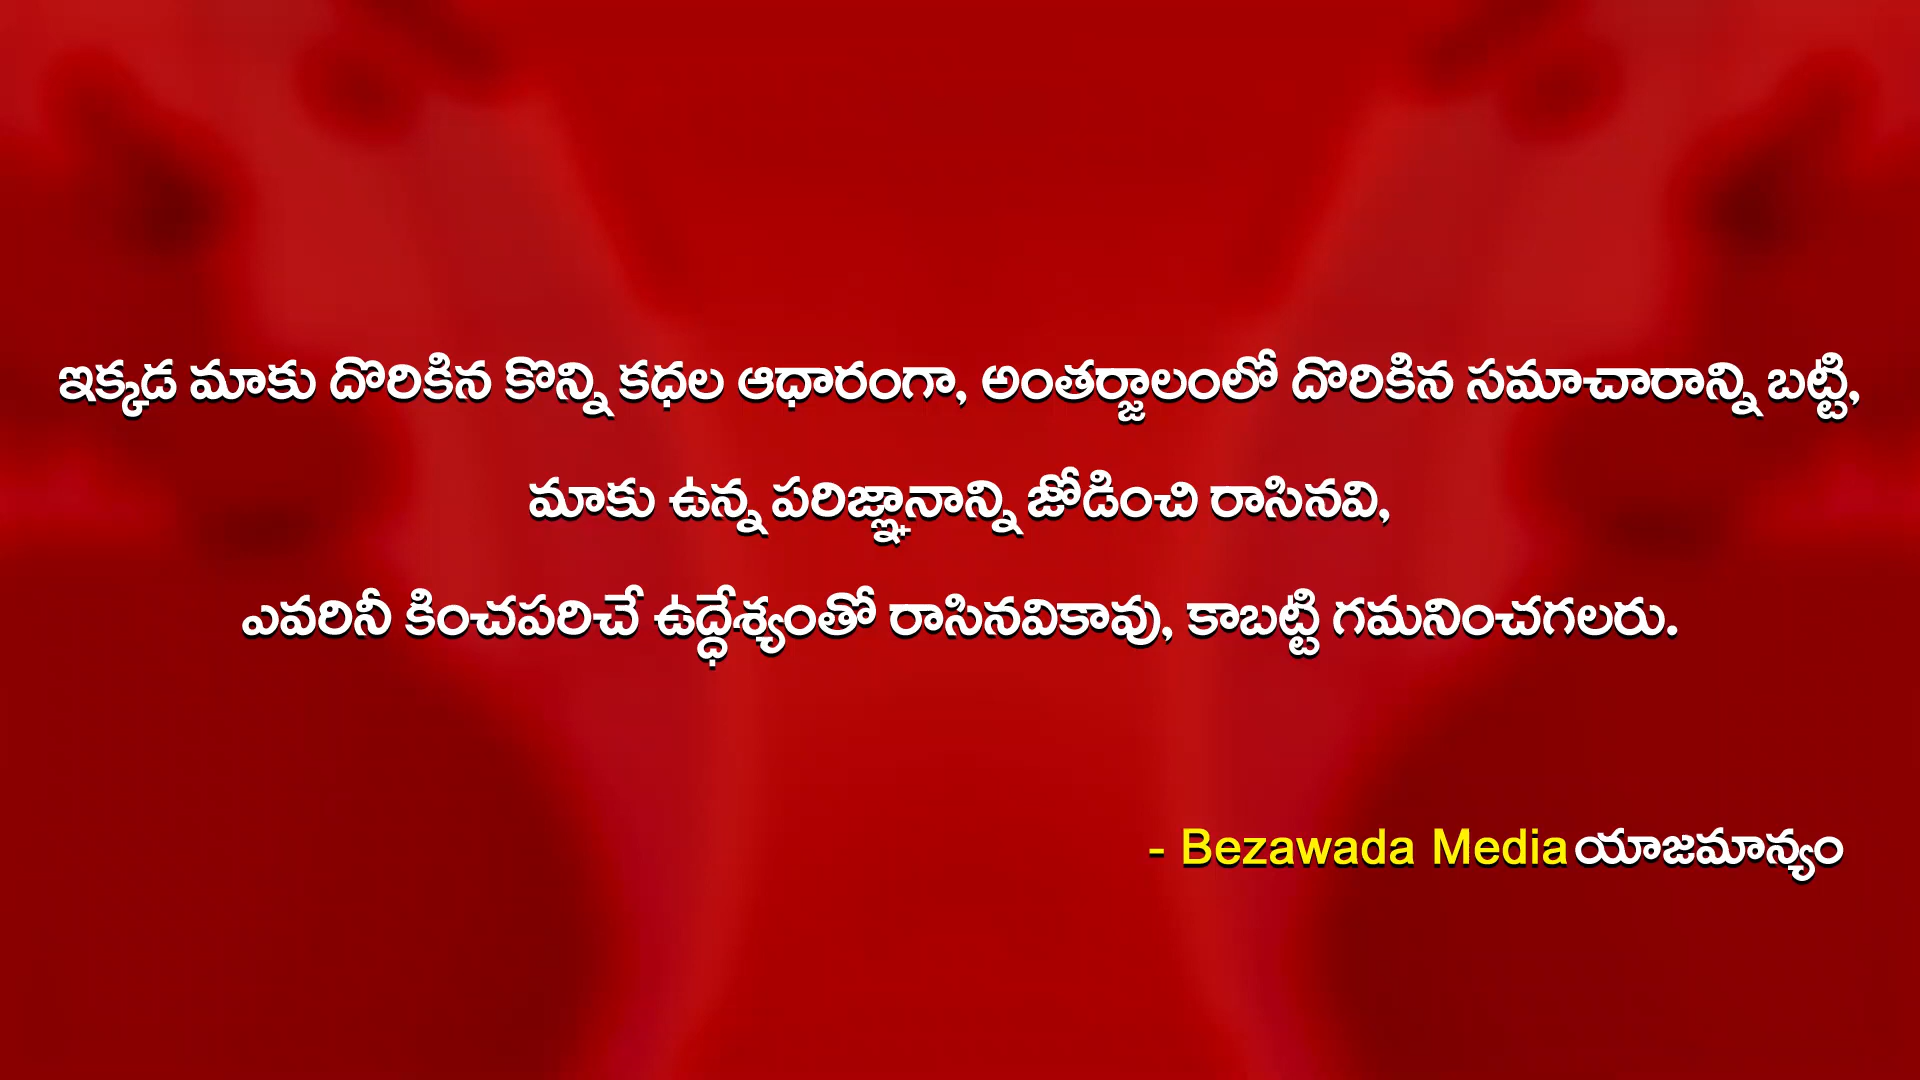 ఇక్కడ మాకు దొరికిన కొన్ని కధల ఆధారంగా, అంతర్జాలంలో దొరికిన సమాచారాన్ని బట్టి,
మాకు ఉన్న పరిజ్ఞానాన్ని జోడించి రాసినవి,
ఎవరినీ కించపరిచే ఉద్ధేశ్యంతో రాసినవికావు, కాబట్టి గమనించగలరు.
- Bezawada Media యాజమాన్యం